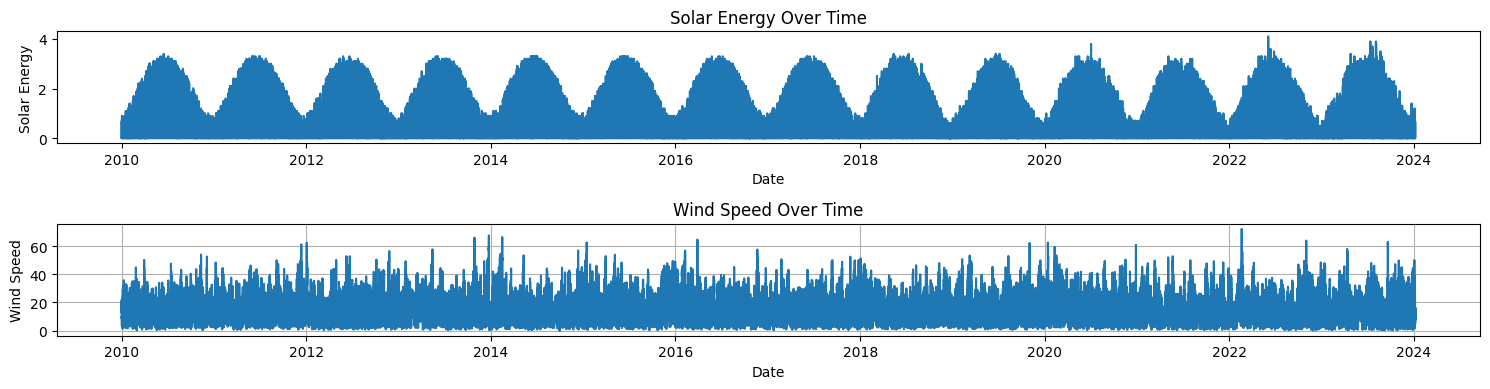 Solar Energy Over Time
Solar Energy
4
2
0
2010 2012 2014 2016 2018 2020 2022 2024
Date
Wind Speed Over Time
Wind Speed
60
40
20
0
2010 2012 2014 2016 2018 2020 2022 2024
Date